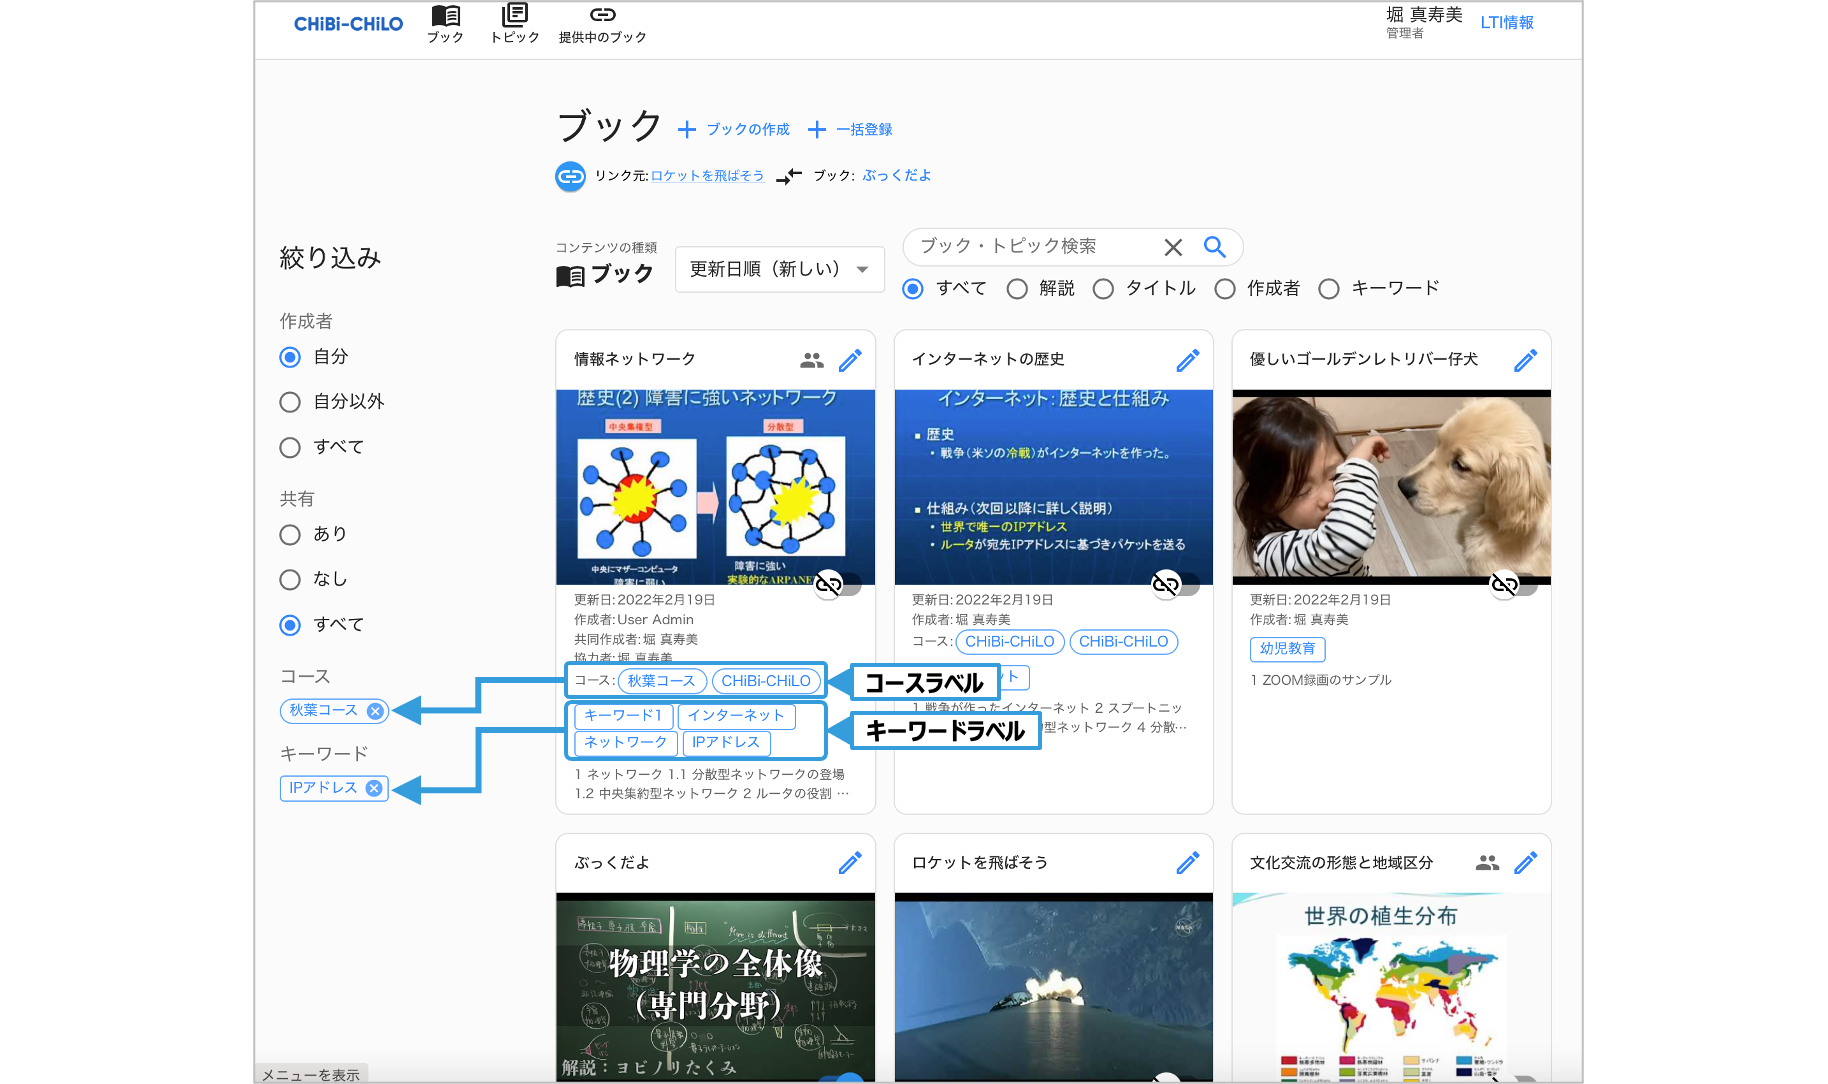 CHiBi-CHiLO
ブック
トピック
提供中のブック
堀 真寿美
管理者
LTI情報
ブック
ブックの作成
一括登録
リンク元:ロケットを飛ばそう
ブック: ぶっくだよ
絞り込み
コンテンツの種類
ブック
更新日順（新しい）
ブック・トピック検索
すべて
解説
タイトル
作成者
キーワード
作成者
自分
自分以外
すべて
共有
あり
なし
すべて
コース
秋葉コース
キーワード
IPアドレス
情報ネットワーク
歴史(2) 障害に強いネットワーク
中央集権型
分散型
中央にマザーコンピュータ
障害に弱い
障害に強い
実験的なARPANE
更新日:2022年2月19日
作成者:User Admin
共同作成者:堀 真寿美
協力者:堀 真寿美
コース: 秋葉コース CHiBi-CHiLO
キーワード1 インターネット
ネットワーク IPアドレス
1 ネットワーク 1.1 分散型ネットワークの登場
1.2 中央集約型ネットワーク 2 ルータの役割 …
コースラベル
キーワードラベル
インターネットの歴史
インターネット：歴史と仕組み
歴史
・戦争（米ソの冷戦）がインターネットを作った。
仕組み（次回以降に詳しく説明）
・世界で唯一のIPアドレス
・ルータが宛先IPアドレスに基づきパケットを送る
更新日:2022年2月19日
作成者:堀 真寿美
コース: CHiBi-CHiLO CHiBi-CHiLO
ット
1 戦争が作ったインターネット 2 スポートニッ
型ネットワーク 4 分散…
優しいゴールデンレトリバー仔犬
更新日:2022年2月19日
作成者:堀 真寿美
幼児教育
1 ZOOM録画のサンプル
ぶっくだよ
物理学の全体像
（専門分野）
解説：ヨビノリたくみ
ロケットを飛ばそう
NASA
文化交流の形態と地域区分
世界の植生分布
サバンナ
メニューを表示